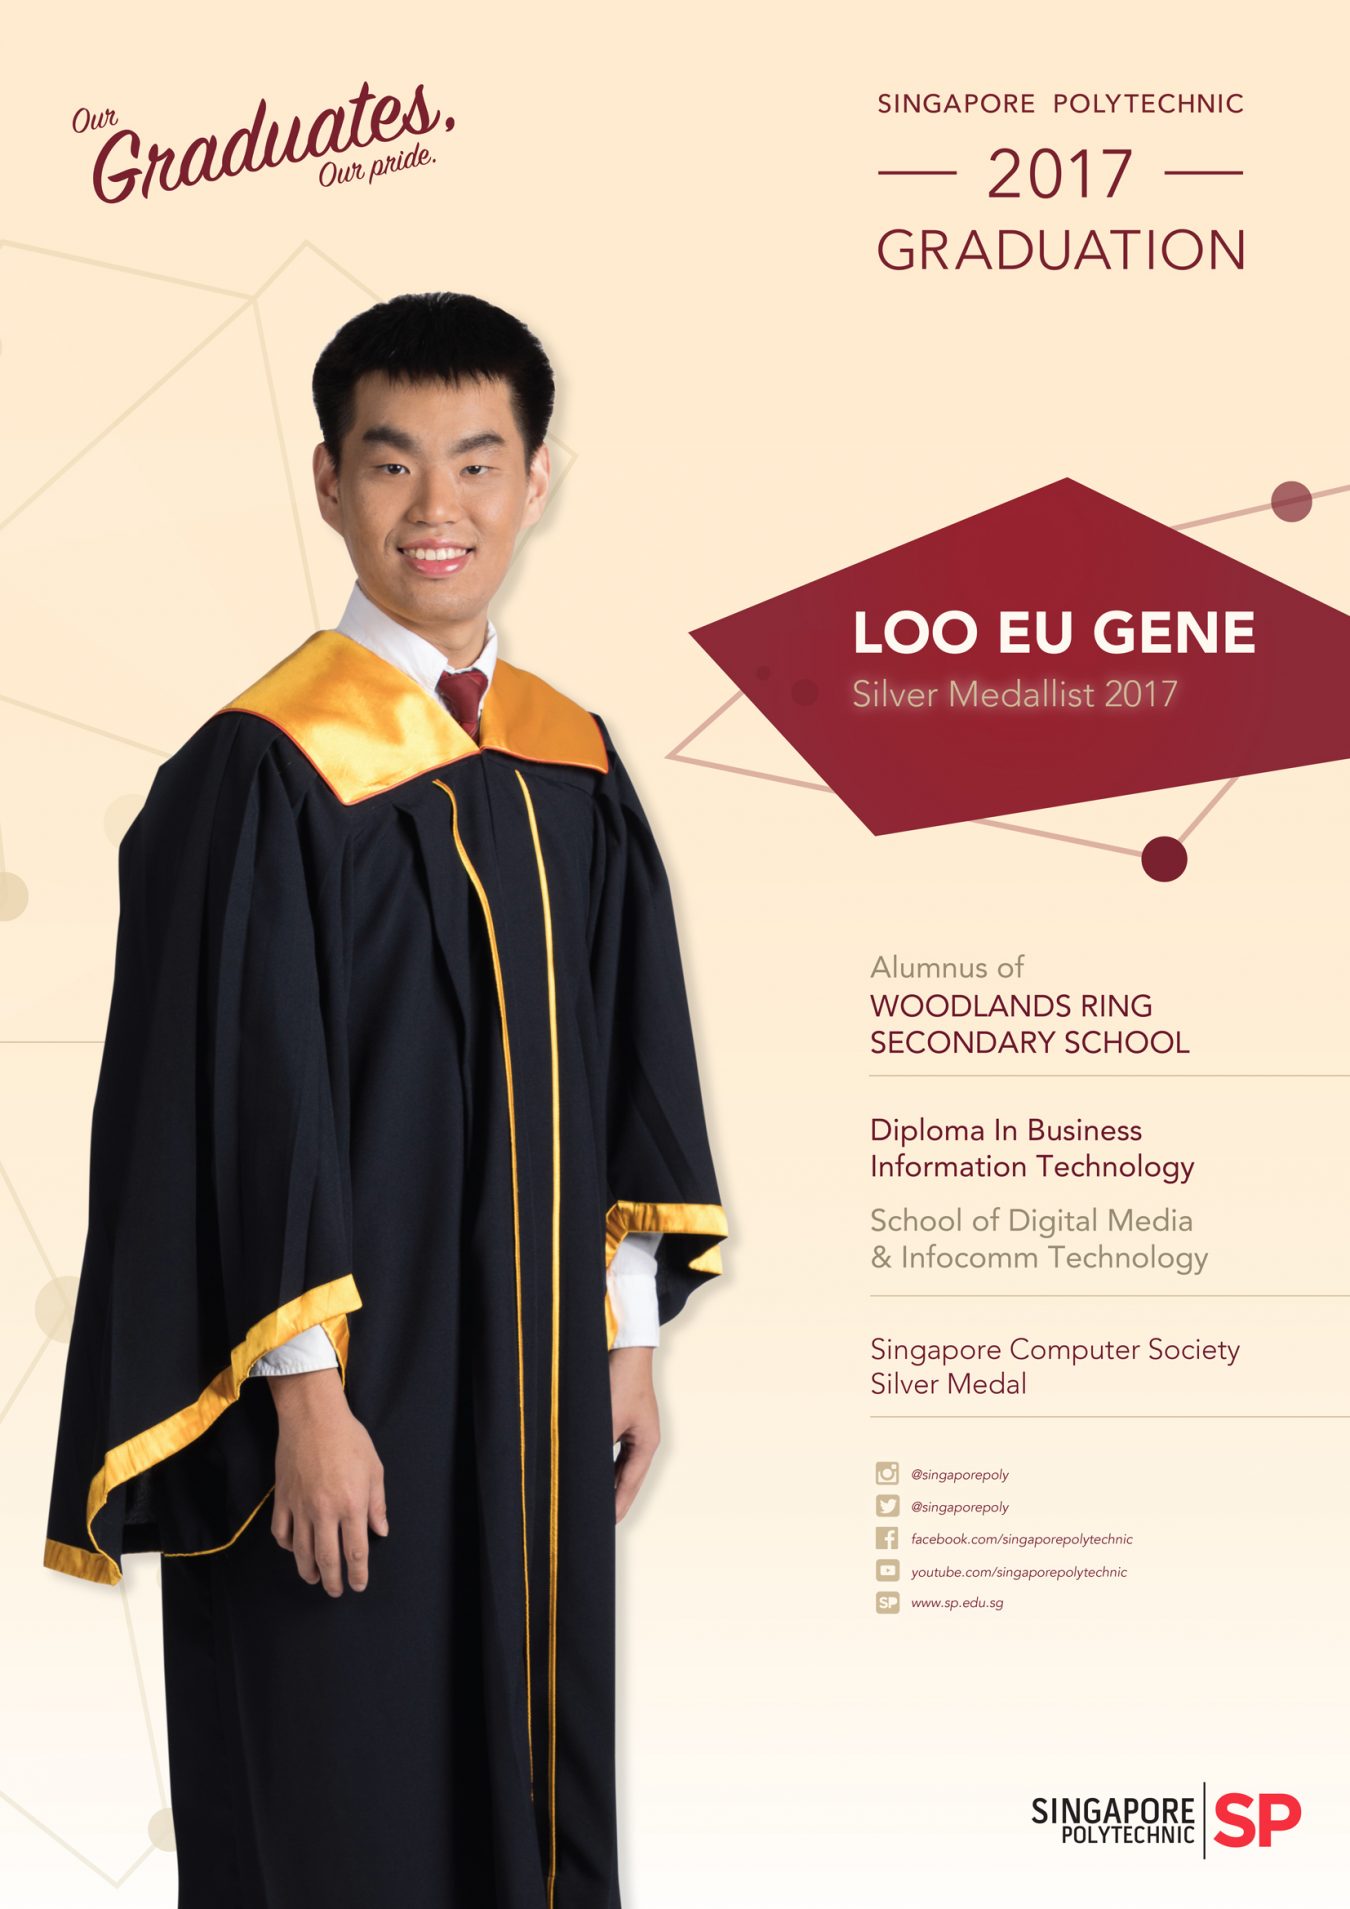 Our
Graduates,
Our pride.
SINGAPORE POLYTECHNIC
2017
GRADUATION
LOO EU GENE
Silver Medallist 2017
Alumnus of
WOODLANDS RING
SECONDARY SCHOOL
Diploma In Business
Information Technology
School of Digital Media
& Infocomm Technology
Singapore Computer Society
Silver Medal
@singaporepoly
@singaporepoly
facebook.com/singaporepolytechnic
youtube.com/singaporepolytechnic
SP www.sp.edu.sg
SINGAPORE
POLYTECHNIC
SP